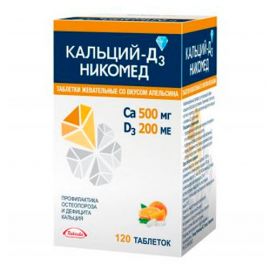 КАЛЬЦИЙ-Д3
НИКОМЕД
ТАБЛЕТКИ ЖЕВАТЕЛЬНЫЕ СО ВКУСОМ АПЕЛЬСИНА
Ca 500 мг
D3 200 МЕ
ПРОФИЛАКТИКА
ОСТЕОПОРОЗА
И ДЕФИЦИТА
КАЛЬЦИЯ
Takeda
120 ТАБЛЕТОК